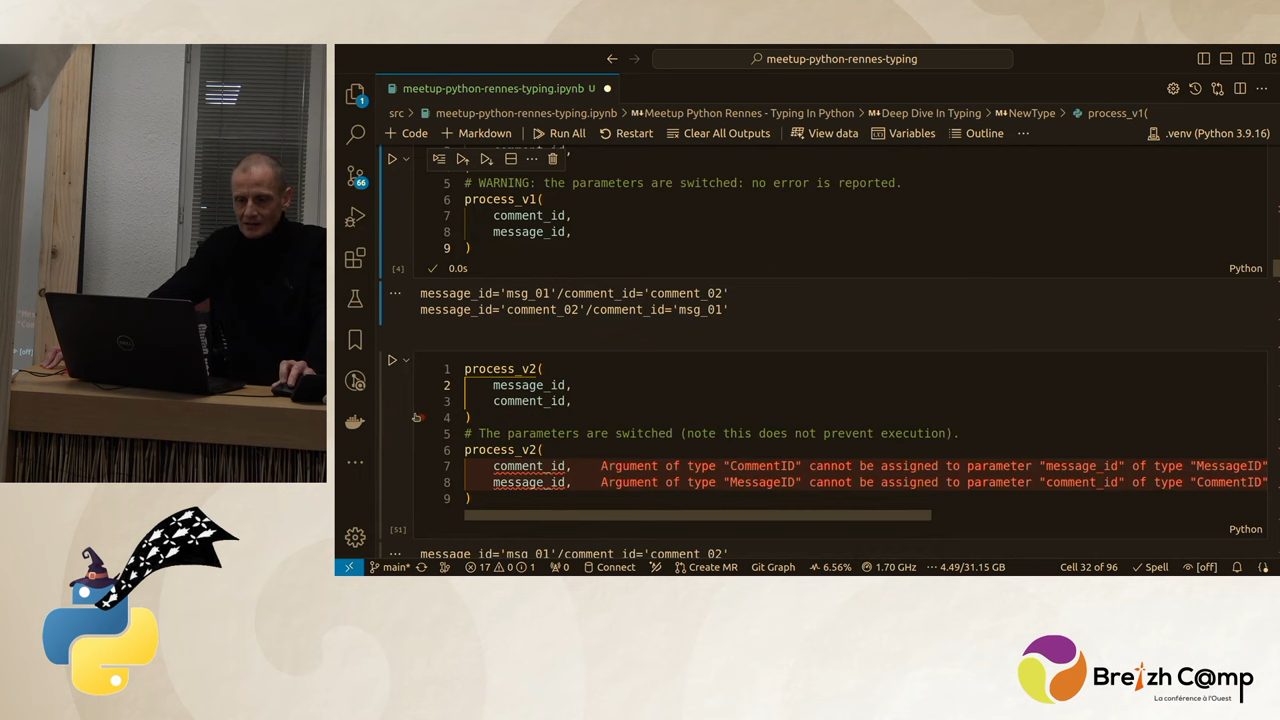 meetup-python-rennes-typing
meetup-python-rennes-typing.ipynb U
src > meetup-python-rennes-typing.ipynb > Meetup Python Rennes - Typing In Python > Deep Dive In Typing > NewType > process_v1(
+ Code + Markdown Run All Restart Clear All Outputs View data Variables Outline ... .venv (Python 3.9.16)
5 # WARNING: the parameters are switched: no error is reported.
6 process_v1(
7 comment_id,
8 message_id,
9 )
[4] 0.0s Python
message_id='msg_01'/comment_id='comment_02'
message_id='comment_02'/comment_id='msg_01'
1 process_v2(
2 message_id,
3 comment_id,
4 )
5 # The parameters are switched (note this does not prevent execution).
6 process_v2(
7 comment_id, Argument of type "CommentID" cannot be assigned to parameter "message_id" of type "MessageID"
8 message_id, Argument of type "MessageID" cannot be assigned to parameter "comment_id" of type "CommentID"
9 )
[51] Python
message_id='msg_01'/comment_id='comment_02'
main* 17 0 1 0 Connect Create MR Git Graph 6.56% 1.70 GHz 4.49/31.15 GB Cell 32 of 96 Spell [off]
1
66
DELL
Breizh C@mp
La conférence à l'Ouest